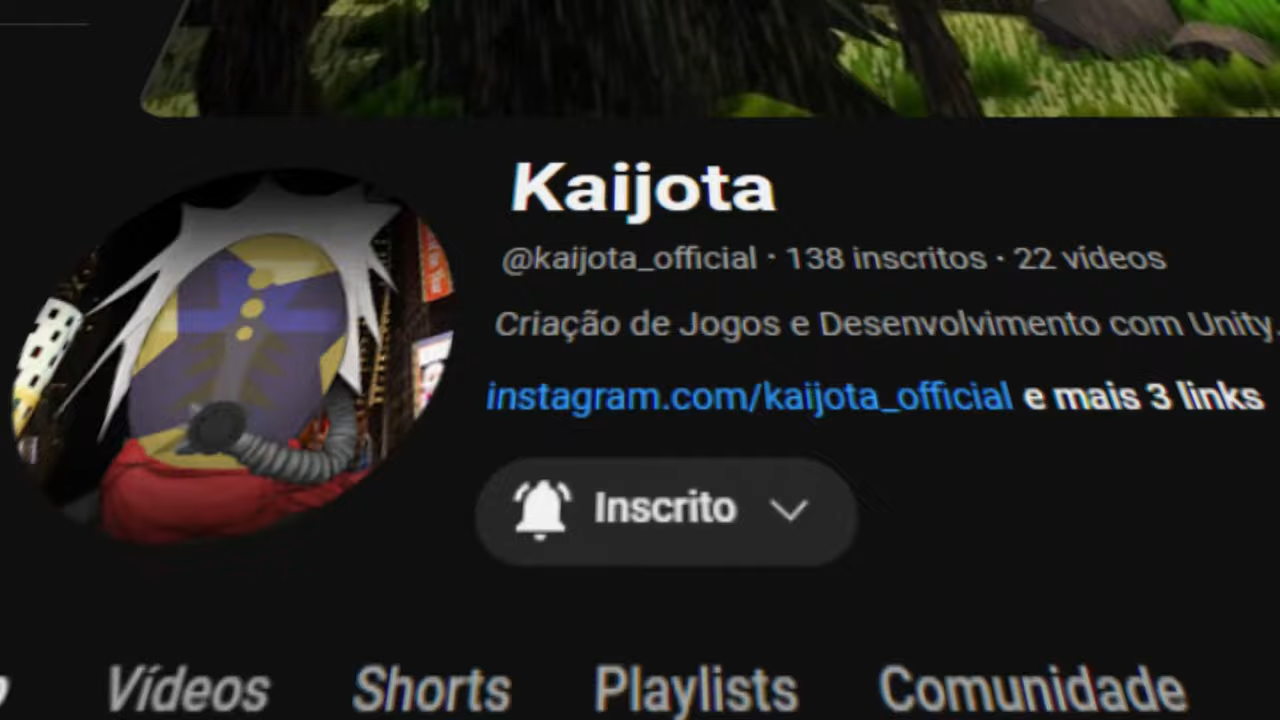 Kaijota
@kaijota_official · 138 inscritos · 22 vídeos
Criação de Jogos e Desenvolvimento com Unity.
instagram.com/kaijota_official e mais 3 links
Inscrito
Vídeos Shorts Playlists Comunidade